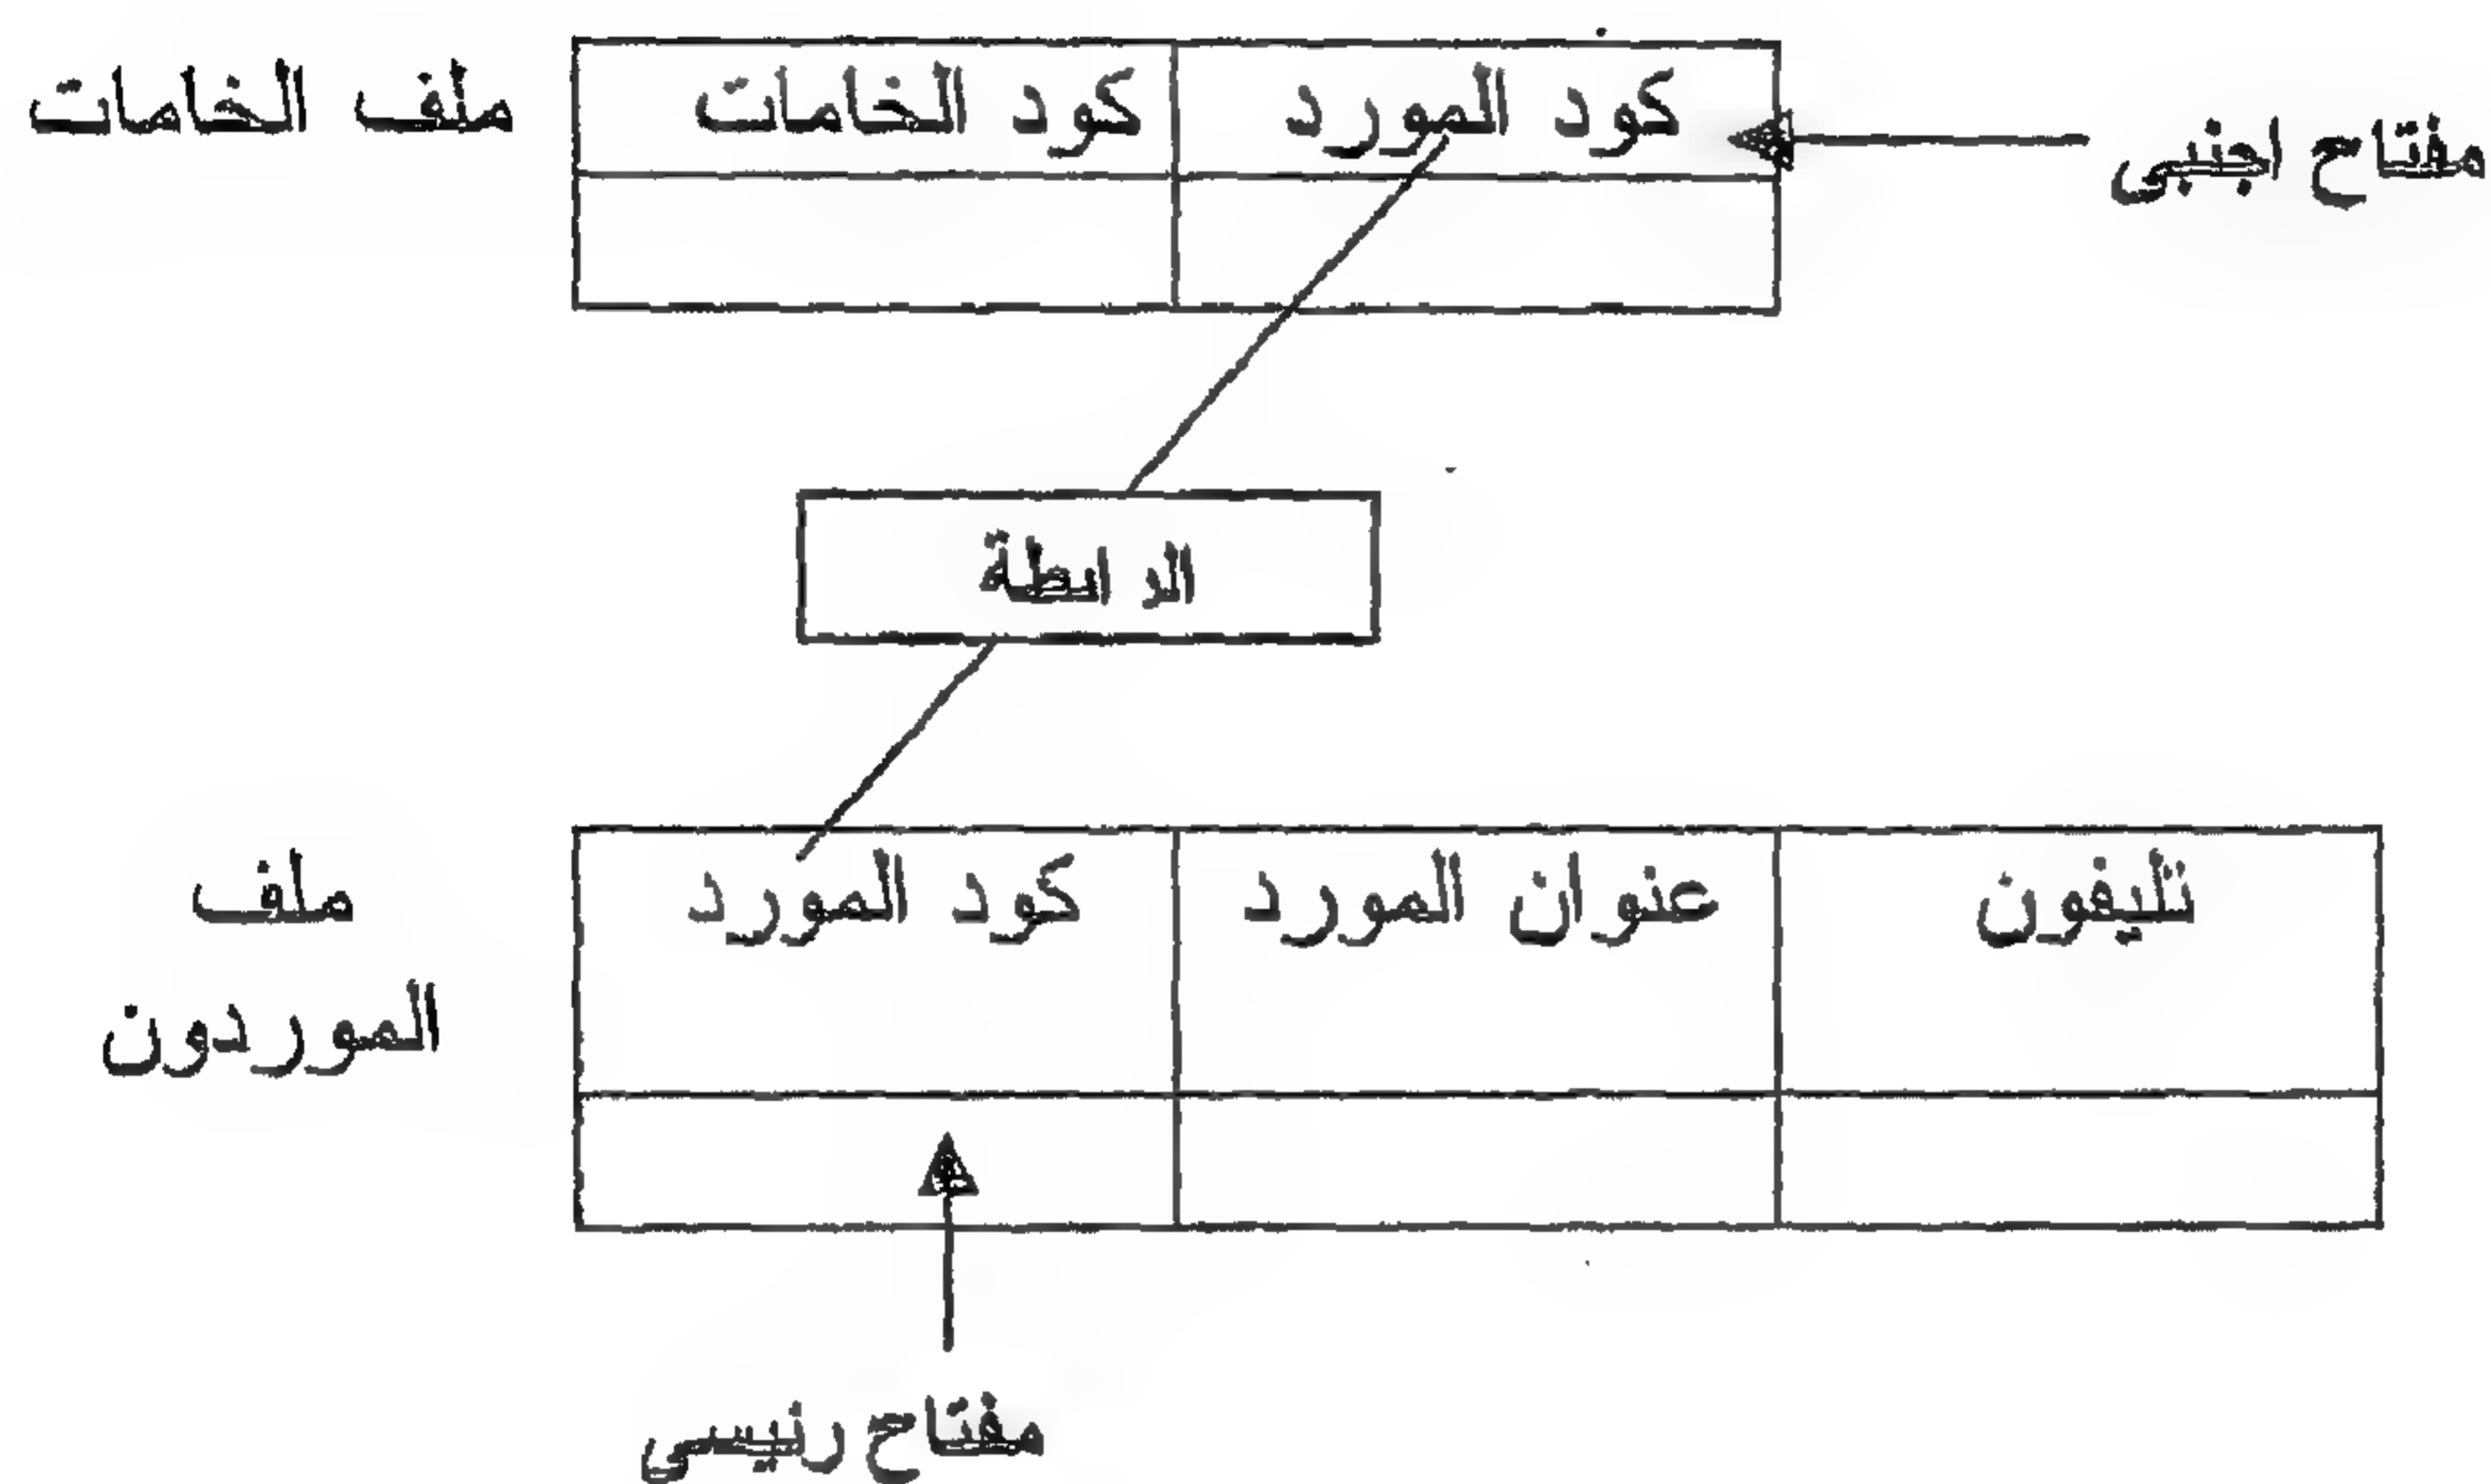 ملف الخامات
كود الخامات
كود المورد
مفتاح اجنبى
الرابطة
ملف
الموردون
كود المورد
عنوان المورد
تليفون
مفتاح رئيسى